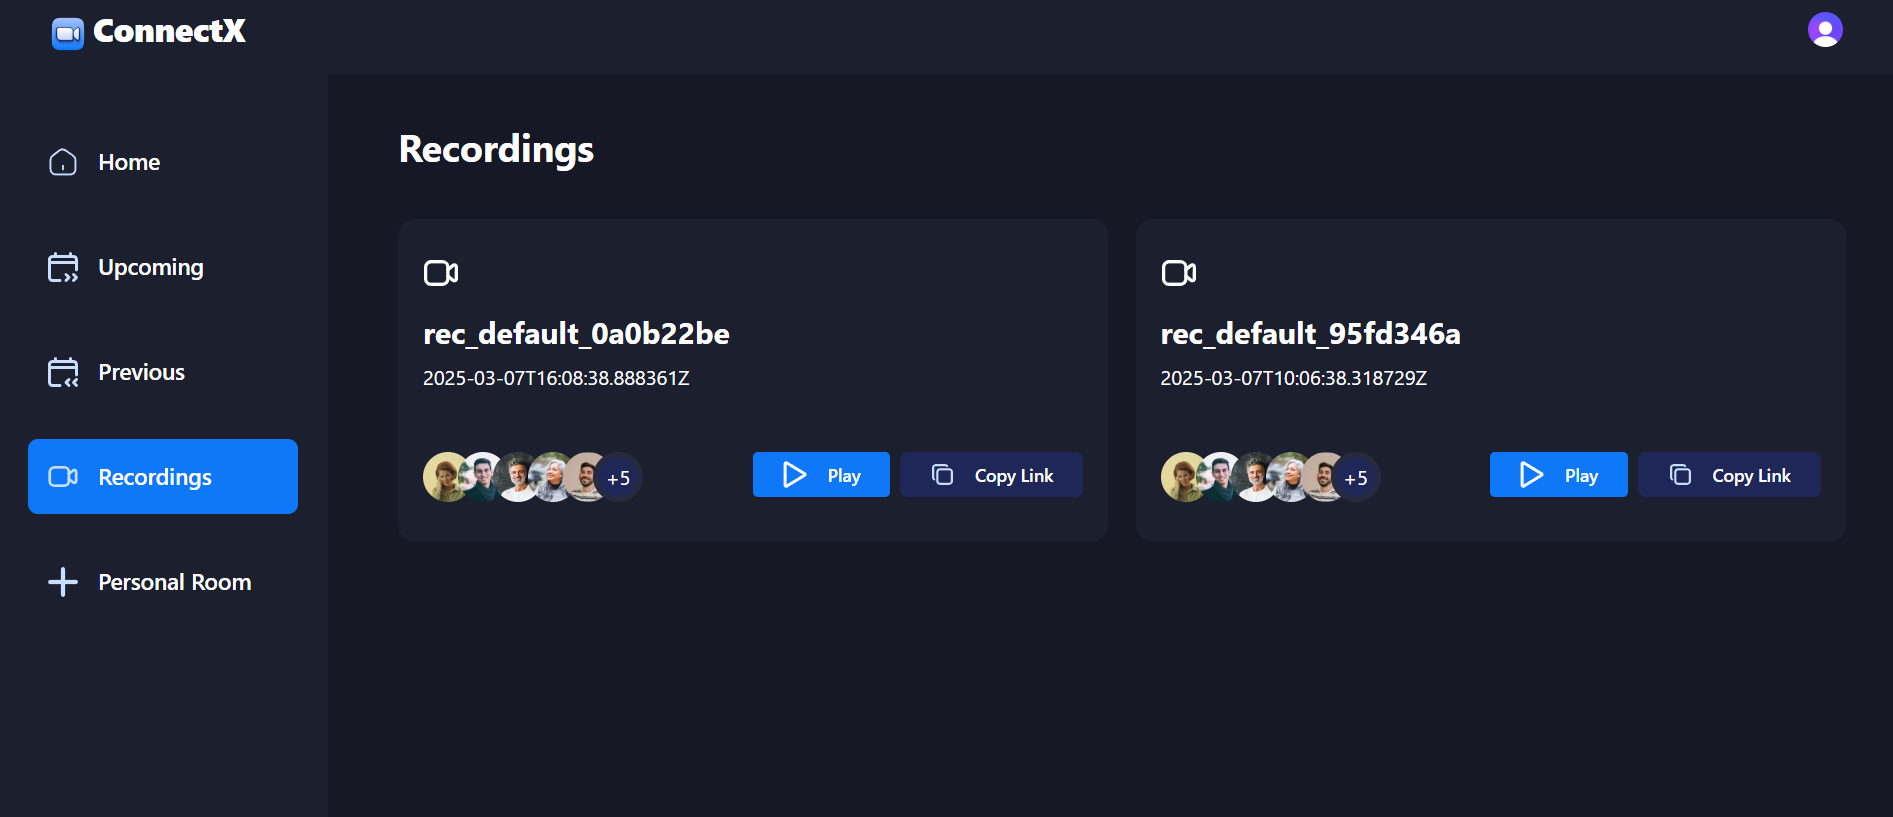 ConnectX
Home
Upcoming
Previous
Recordings
Personal Room
Recordings
rec_default_0a0b22be
2025-03-07T16:08:38.888361Z
+5
Play
Copy Link
rec_default_95fd346a
2025-03-07T10:06:38.318729Z
+5
Play
Copy Link